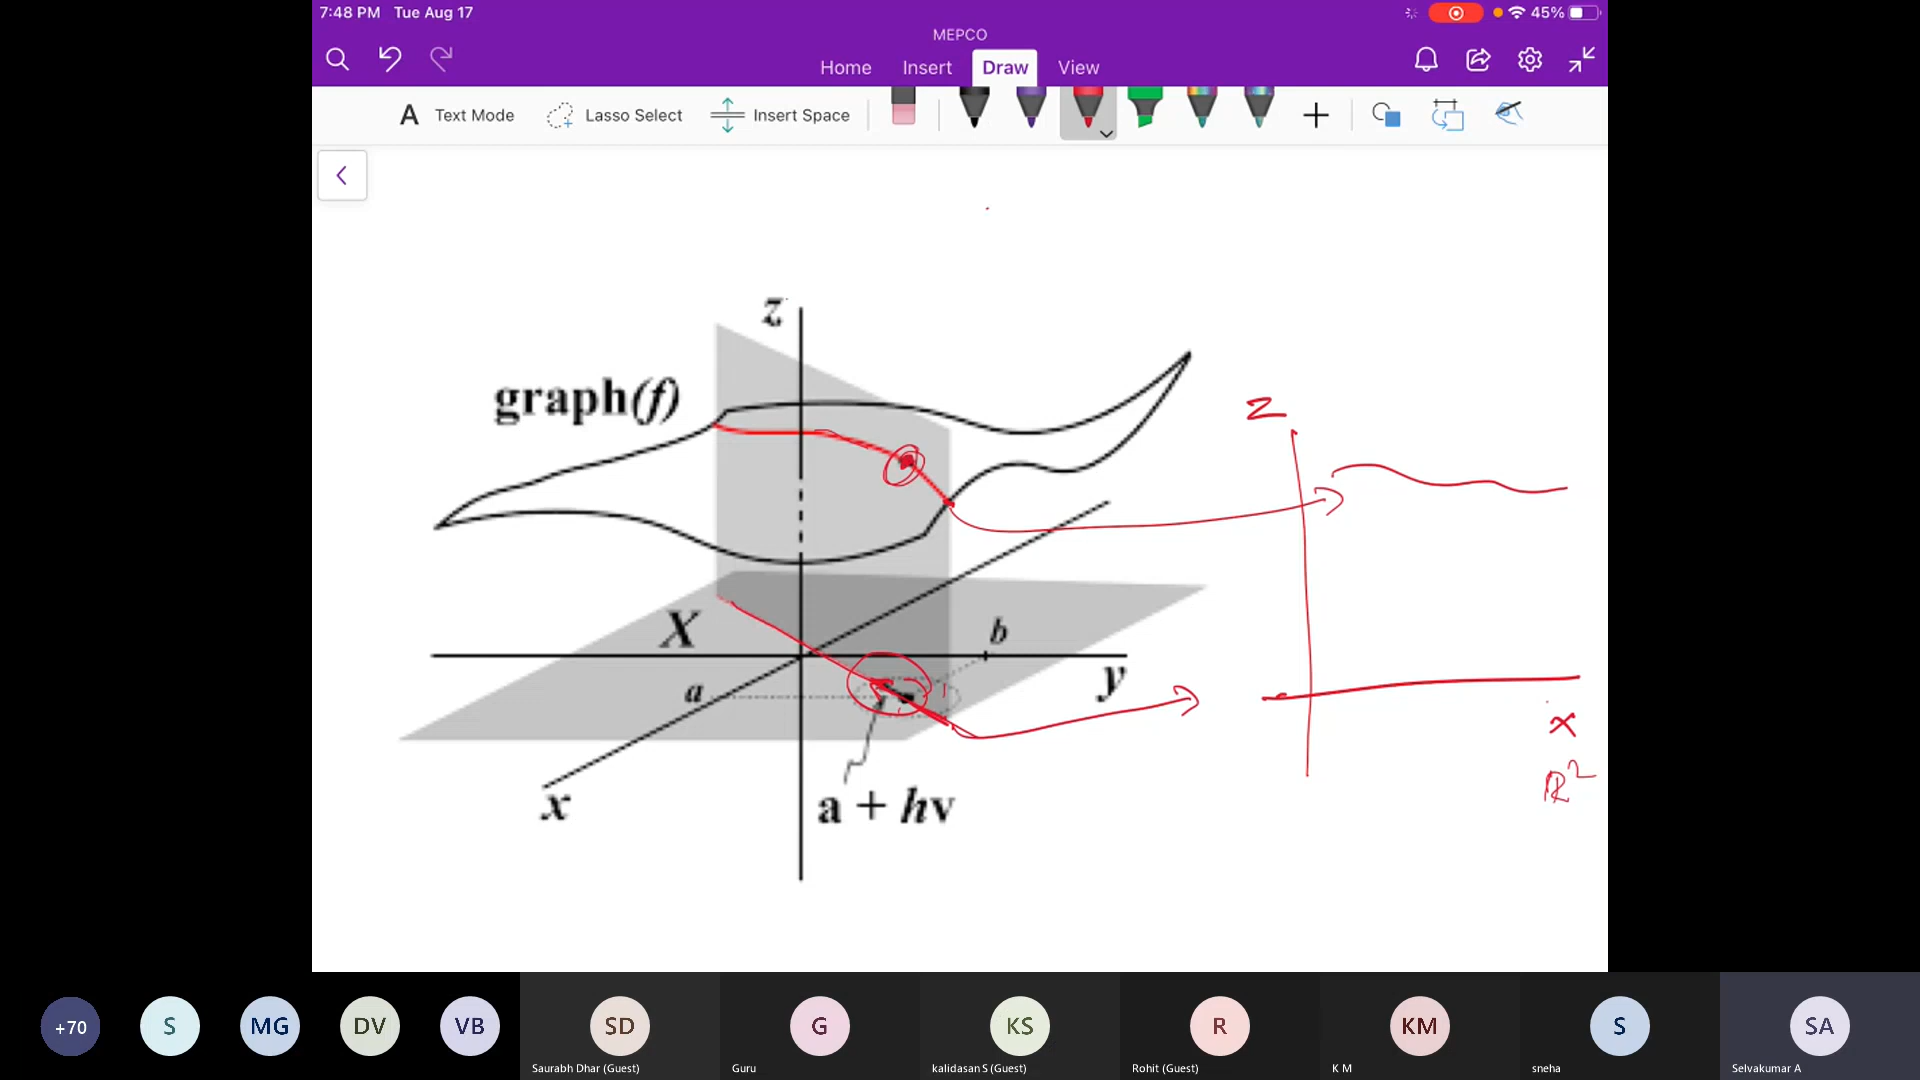 7:48 PM Tue Aug 17
45%
MEPCO
Home Insert Draw View
A Text Mode Lasso Select Insert Space
z
graph(f)
z
X
b
a
y
x
x
ℝ²
a + hv
+70 S MG DV VB SD G KS R KM S SA
Saurabh Dhar (Guest) Guru kalidasan S (Guest) Rohit (Guest) K M sneha Selvakumar A